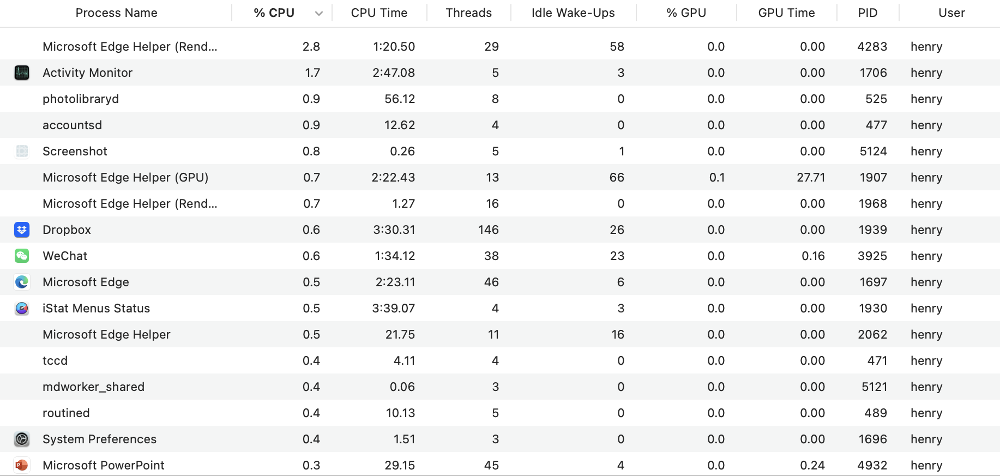 Process Name % CPU CPU Time Threads Idle Wake-Ups % GPU GPU Time PID User
Microsoft Edge Helper (Rend... 2.8 1:20.50 29 58 0.0 0.00 4283 henry
Activity Monitor 1.7 2:47.08 5 3 0.0 0.00 1706 henry
photolibraryd 0.9 56.12 8 0 0.0 0.00 525 henry
accountsd 0.9 12.62 4 0 0.0 0.00 477 henry
Screenshot 0.8 0.26 5 1 0.0 0.00 5124 henry
Microsoft Edge Helper (GPU) 0.7 2:22.43 13 66 0.1 27.71 1907 henry
Microsoft Edge Helper (Rend... 0.7 1.27 16 0 0.0 0.00 1968 henry
Dropbox 0.6 3:30.31 146 26 0.0 0.00 1939 henry
WeChat 0.6 1:34.12 38 23 0.0 0.16 3925 henry
Microsoft Edge 0.5 2:23.11 46 6 0.0 0.00 1697 henry
iStat Menus Status 0.5 3:39.07 4 3 0.0 0.00 1930 henry
Microsoft Edge Helper 0.5 21.75 11 16 0.0 0.00 2062 henry
tccd 0.4 4.11 4 0 0.0 0.00 471 henry
mdworker_shared 0.4 0.06 3 0 0.0 0.00 5121 henry
routined 0.4 10.13 5 0 0.0 0.00 489 henry
System Preferences 0.4 1.51 3 0 0.0 0.00 1696 henry
Microsoft PowerPoint 0.3 29.15 45 4 0.0 0.24 4932 henry